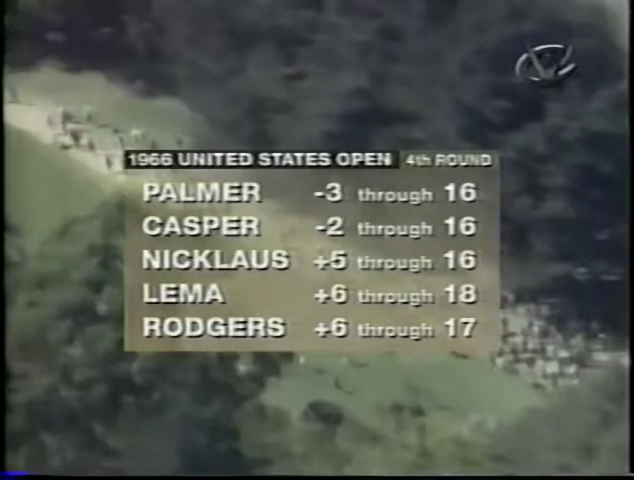 1966 UNITED STATES OPEN 4th ROUND
PALMER -3 through 16
CASPER -2 through 16
NICKLAUS +5 through 16
LEMA +6 through 18
RODGERS +6 through 17